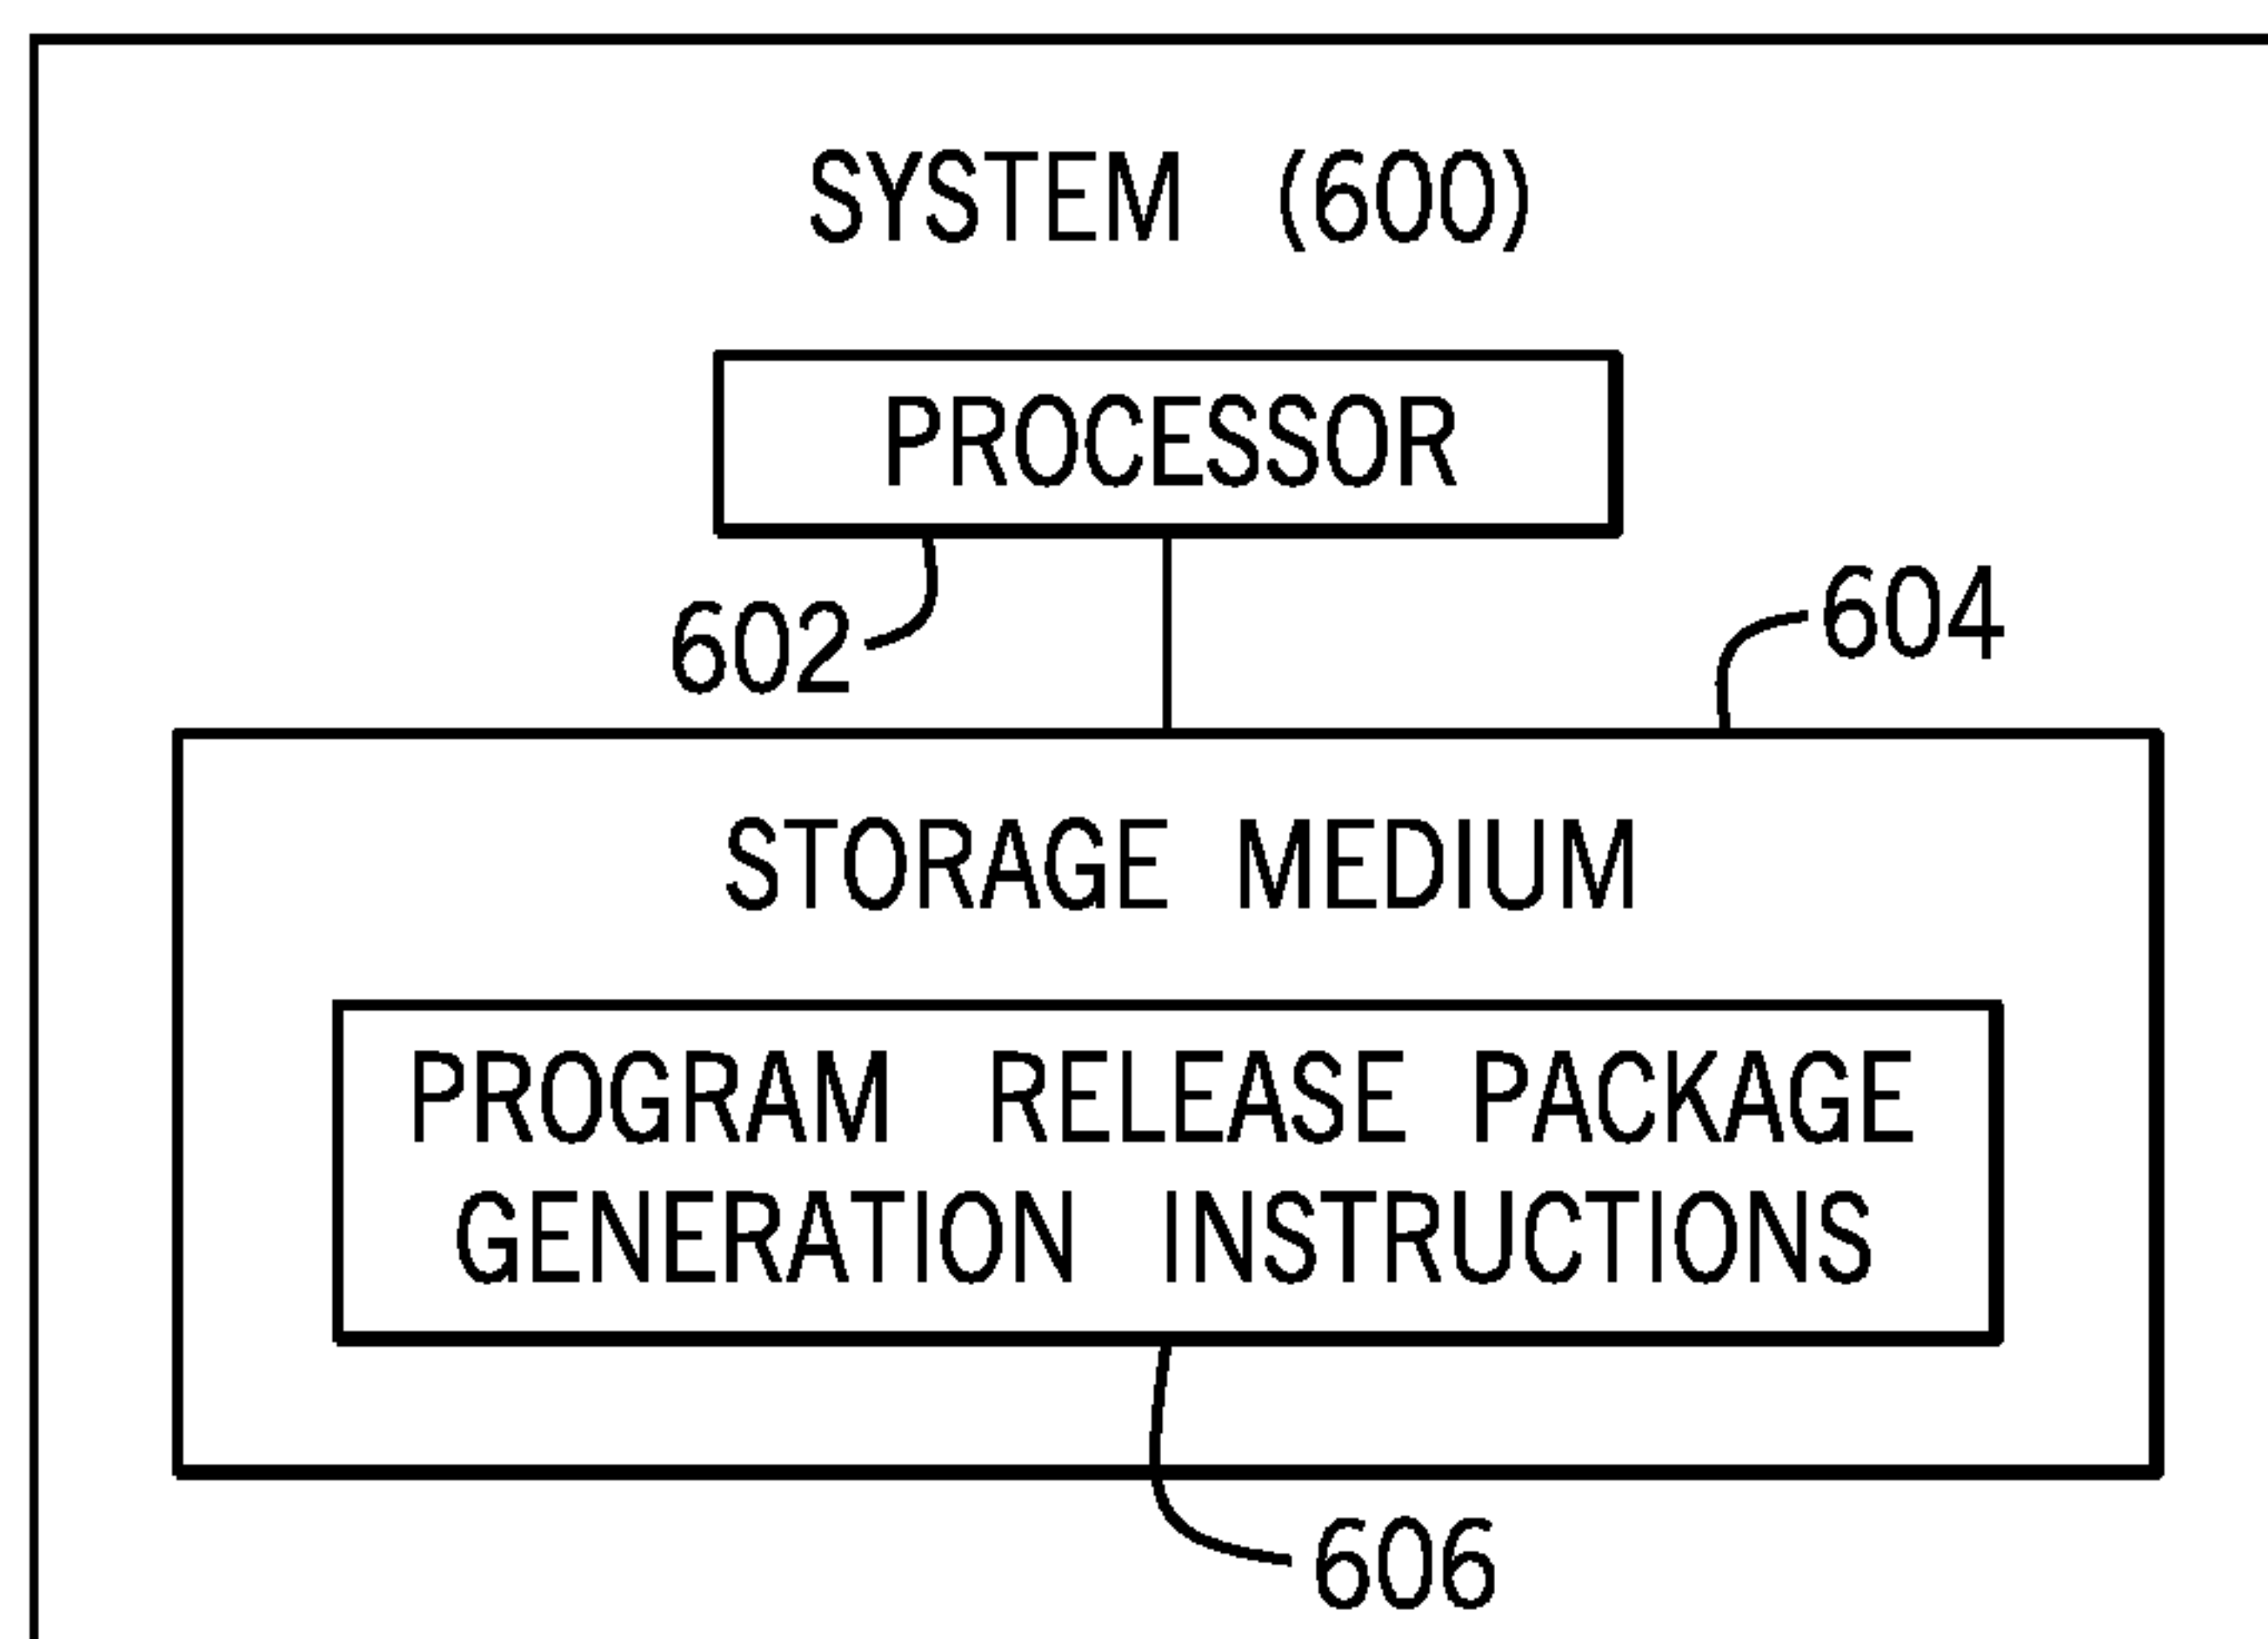 SYSTEM (600)
PROCESSOR
602
604
STORAGE MEDIUM
PROGRAM RELEASE PACKAGE
GENERATION INSTRUCTIONS
606